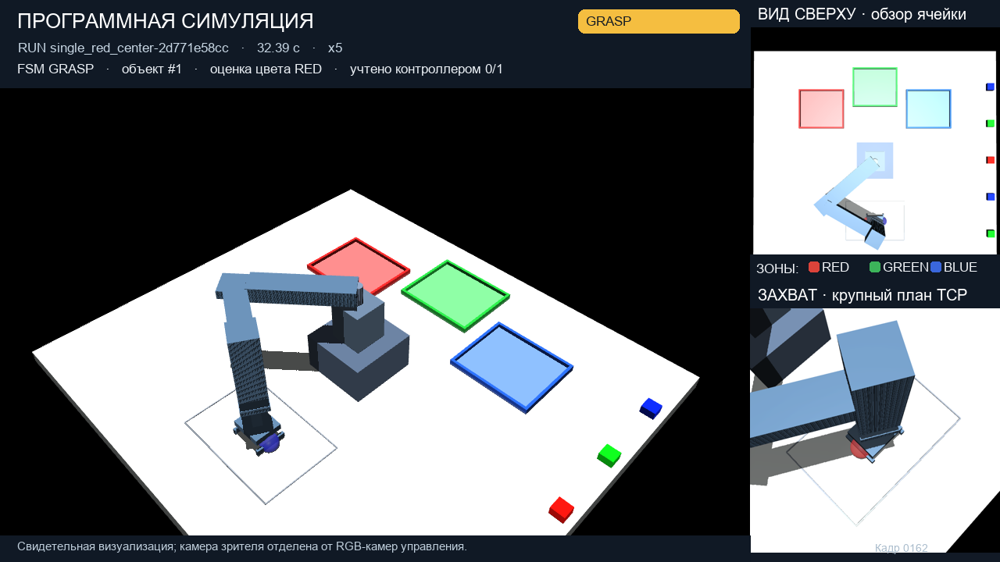 ПРОГРАММНАЯ СИМУЛЯЦИЯ
GRASP
RUN single_red_center-2d771e58cc · 32.39 с · x5
FSM GRASP · объект #1 · оценка цвета RED · учтено контроллером 0/1
ВИД СВЕРХУ · обзор ячейки
ЗОНЫ: RED GREEN BLUE
ЗАХВАТ · крупный план TCP
Кадр 0162
Свидетельная визуализация; камера зрителя отделена от RGB-камер управления.